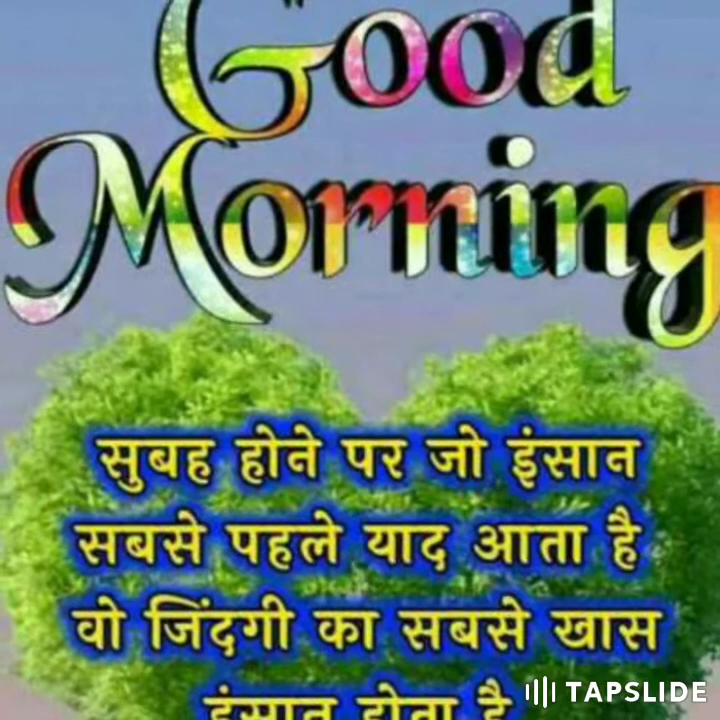 Good
Morning
सुबह होने पर जो इंसान
सबसे पहले याद आता है
वो जिंदगी का सबसे खास
इंसान होता है
TAPSLIDE